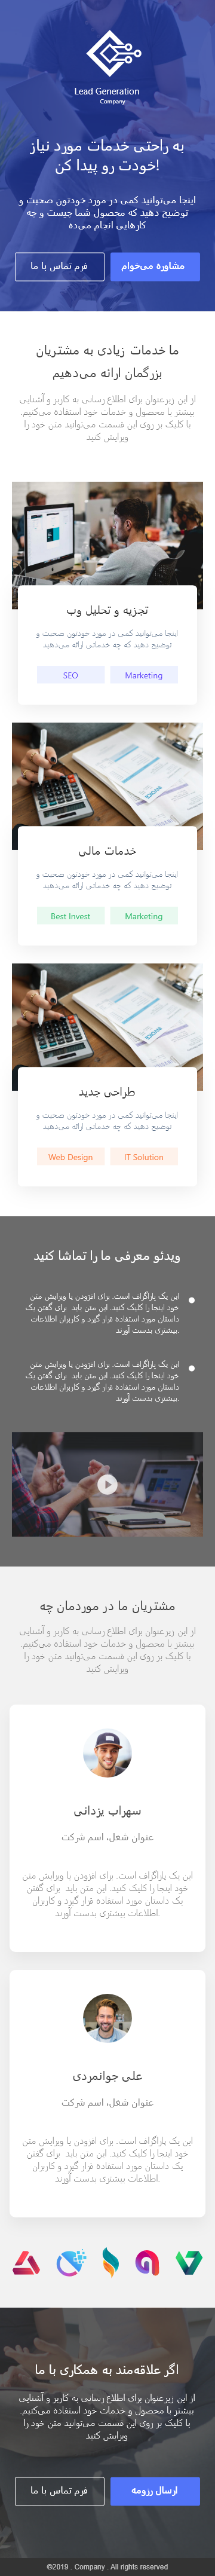 Lead Generation
Company
به راحتی خدمات مورد نیاز
خودت رو پیدا کن!
اینجا می‌توانید کمی در مورد خودتون صحبت و
توضیح دهید که محصول شما چیست و چه
کارهایی انجام می‌ده
مشاوره می‌خوام
فرم تماس با ما
ما خدمات زیادی به مشتریان
بزرگمان ارائه می‌دهیم
از این زیرعنوان برای اطلاع رسانی به کاربر و آشنایی
بیشتر با محصول و خدمات خود استفاده می‌کنیم.
با کلیک بر روی این قسمت می‌توانید متن خود را
ویرایش کنید
تجزیه و تحلیل وب
اینجا می‌توانید کمی در مورد خودتون صحبت و
توضیح دهید که چه خدماتی ارائه می‌دهید
SEO
Marketing
خدمات مالی
اینجا می‌توانید کمی در مورد خودتون صحبت و
توضیح دهید که چه خدماتی ارائه می‌دهید
Best Invest
Marketing
طراحی جدید
اینجا می‌توانید کمی در مورد خودتون صحبت و
توضیح دهید که چه خدماتی ارائه می‌دهید
Web Design
IT Solution
ویدئو معرفی ما را تماشا کنید
این یک پاراگراف است. برای افزودن یا ویرایش متن
خود اینجا را کلیک کنید. این متن باید برای گفتن یک
داستان مورد استفاده قرار گیرد و کاربران اطلاعات
بیشتری بدست آورند.
این یک پاراگراف است. برای افزودن یا ویرایش متن
خود اینجا را کلیک کنید. این متن باید برای گفتن یک
داستان مورد استفاده قرار گیرد و کاربران اطلاعات
بیشتری بدست آورند.
مشتریان ما در موردمان چه
از این زیرعنوان برای اطلاع رسانی به کاربر و آشنایی
بیشتر با محصول و خدمات خود استفاده می‌کنیم.
با کلیک بر روی این قسمت می‌توانید متن خود را
ویرایش کنید
سهراب یزدانی
عنوان شغل، اسم شرکت
این یک پاراگراف است. برای افزودن یا ویرایش متن
خود اینجا را کلیک کنید. این متن باید برای گفتن
یک داستان مورد استفاده قرار گیرد و کاربران
اطلاعات بیشتری بدست آورند.
علی جوانمردی
عنوان شغل، اسم شرکت
این یک پاراگراف است. برای افزودن یا ویرایش متن
خود اینجا را کلیک کنید. این متن باید برای گفتن
یک داستان مورد استفاده قرار گیرد و کاربران
اطلاعات بیشتری بدست آورند.
اگر علاقه‌مند به همکاری با ما
از این زیرعنوان برای اطلاع رسانی به کاربر و آشنایی
بیشتر با محصول و خدمات خود استفاده می‌کنیم.
با کلیک بر روی این قسمت می‌توانید متن خود را
ویرایش کنید
ارسال رزومه
فرم تماس با ما
©2019 . Company . All rights reserved